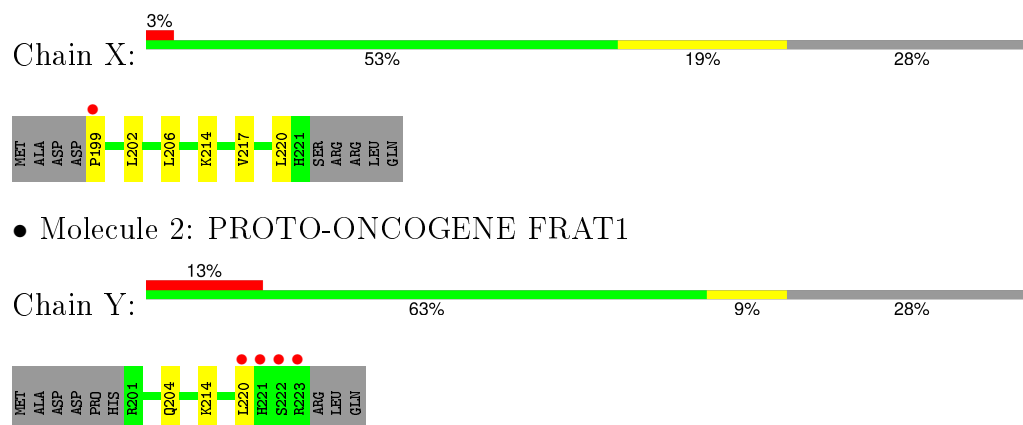 3%
Chain X:
53% 19% 28%
MET ALA ASP ASP P199 L202 L206 K214 V217 L220 H221 SER ARG ARG LEU GLN
• Molecule 2: PROTO-ONCOGENE FRAT1
13%
Chain Y:
63% 9% 28%
MET ALA ASP ASP PRO HIS R201 Q204 K214 L220 H221 S222 R223 ARG LEU GLN